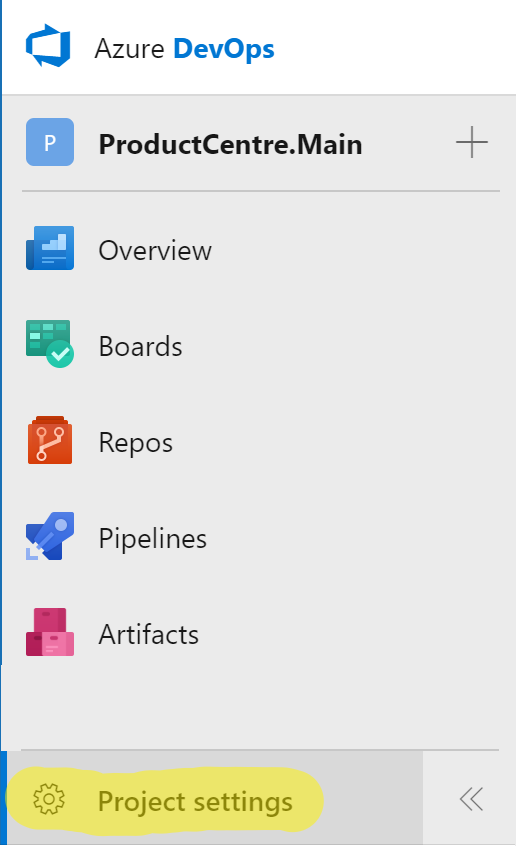 Azure DevOps
P ProductCentre.Main
Overview
Boards
Repos
Pipelines
Artifacts
Project settings